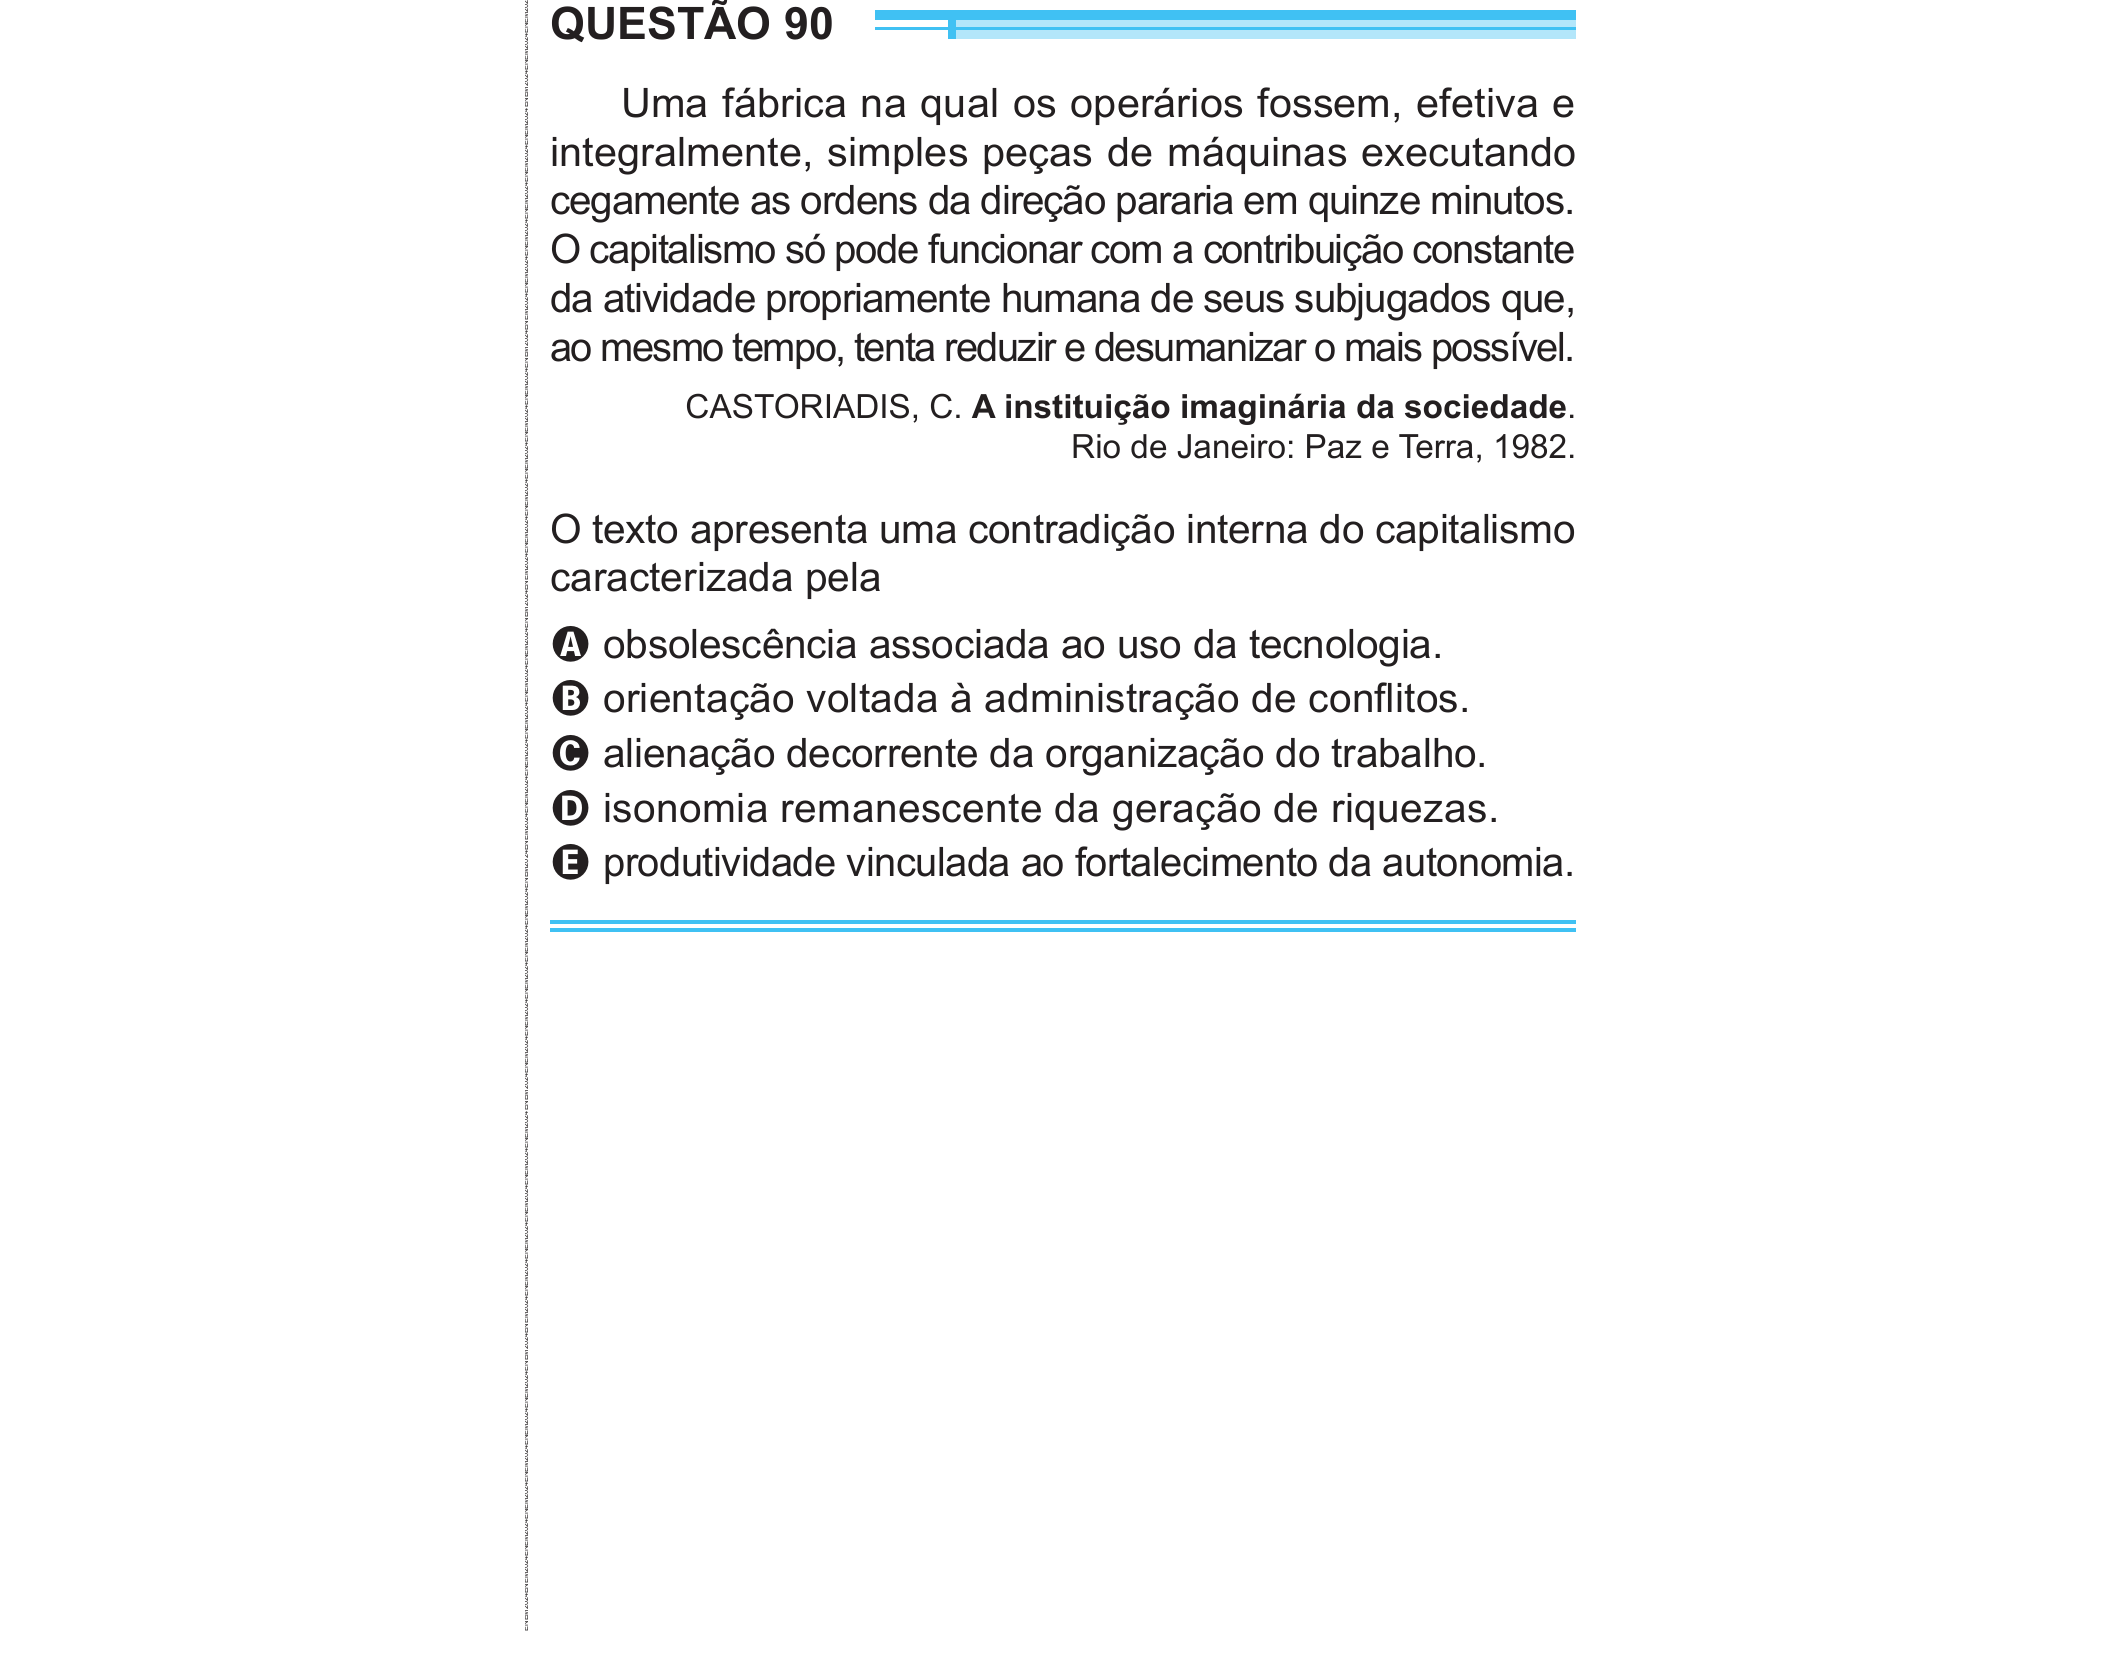 QUESTÃO 90
Uma fábrica na qual os operários fossem, efetiva e
integralmente, simples peças de máquinas executando
cegamente as ordens da direção pararia em quinze minutos.
O capitalismo só pode funcionar com a contribuição constante
da atividade propriamente humana de seus subjugados que,
ao mesmo tempo, tenta reduzir e desumanizar o mais possível.
CASTORIADIS, C. A instituição imaginária da sociedade.
Rio de Janeiro: Paz e Terra, 1982.
O texto apresenta uma contradição interna do capitalismo
caracterizada pela
A obsolescência associada ao uso da tecnologia.
B orientação voltada à administração de conflitos.
C alienação decorrente da organização do trabalho.
D isonomia remanescente da geração de riquezas.
E produtividade vinculada ao fortalecimento da autonomia.